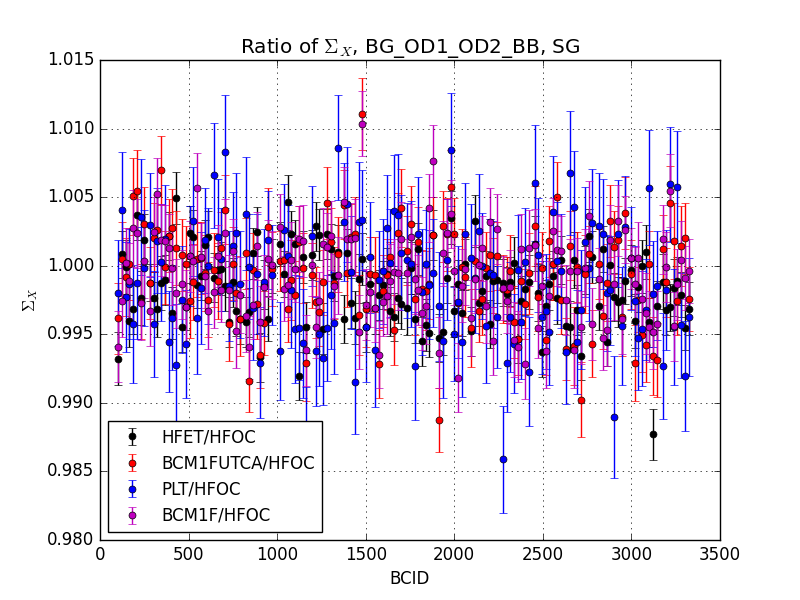 Ratio of Σ_X, BG_OD1_OD2_BB, SG
1.015
1.010
1.005
1.000
0.995
0.990
0.985
0.980
Σ_X
HFET/HFOC
BCM1FUTCA/HFOC
PLT/HFOC
BCM1F/HFOC
0 500 1000 1500 2000 2500 3000 3500
BCID